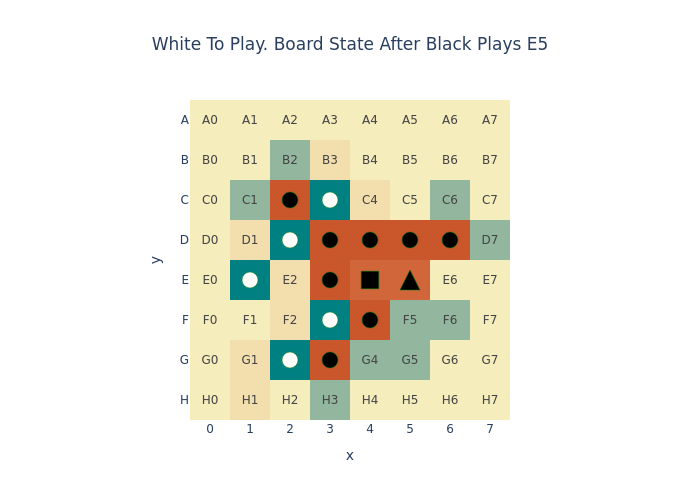 White To Play. Board State After Black Plays E5
A A0 A1 A2 A3 A4 A5 A6 A7
B B0 B1 B2 B3 B4 B5 B6 B7
C C0 C1 C4 C5 C6 C7
D D0 D1 D7
y
E E0 E2 E6 E7
F F0 F1 F2 F5 F6 F7
G G0 G1 G4 G5 G6 G7
H H0 H1 H2 H3 H4 H5 H6 H7
0 1 2 3 4 5 6 7
x